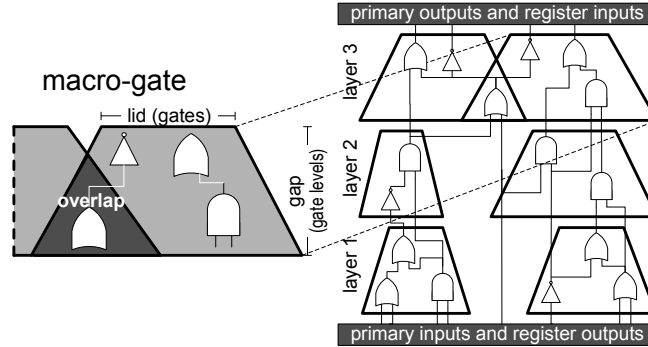 primary outputs and register inputs
macro-gate
lid (gates)
overlap
gap
(gate levels)
layer 3
layer 2
layer 1
primary inputs and register outputs